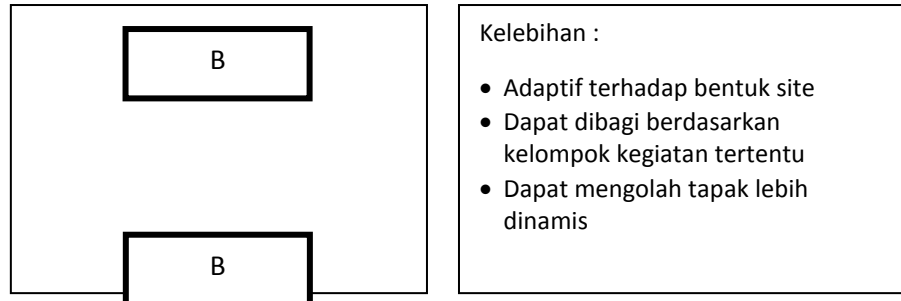 B
B
Kelebihan :
• Adaptif terhadap bentuk site
• Dapat dibagi berdasarkan
kelompok kegiatan tertentu
• Dapat mengolah tapak lebih
dinamis